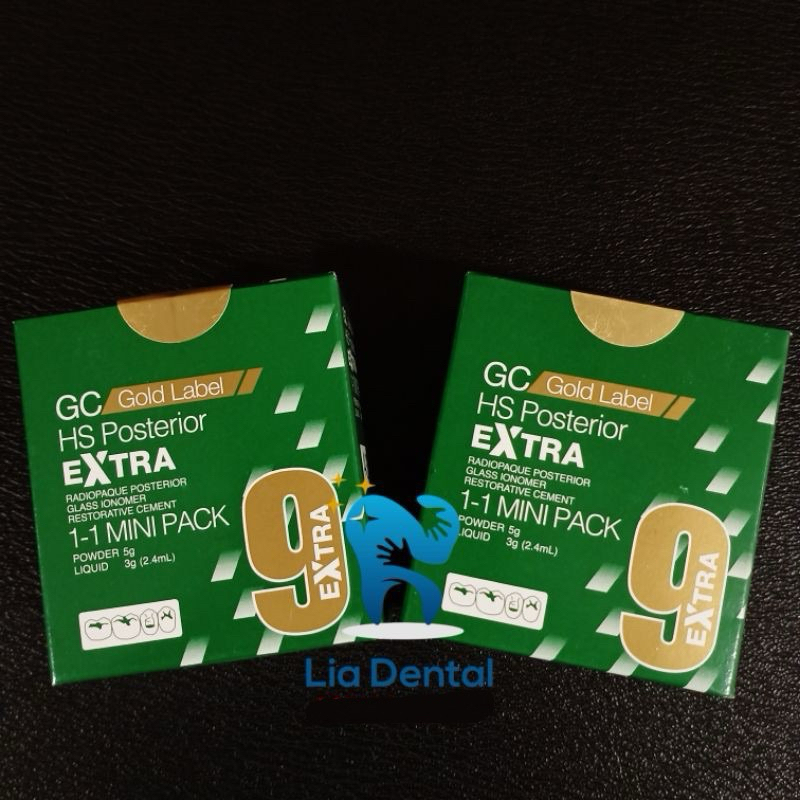 GC Gold Label
HS Posterior
EXTRA
RADIOPAQUE POSTERIOR
GLASS IONOMER
RESTORATIVE CEMENT
1-1 MINI PACK
POWDER 5g
LIQUID 3g (2.4mL)
9
EXTRA
GC Gold Label
HS Posterior
EXTRA
RADIOPAQUE POSTERIOR
GLASS IONOMER
RESTORATIVE CEMENT
1-1 MINI PACK
POWDER 5g
LIQUID 3g (2.4mL)
9
EXTRA
Lia Dental